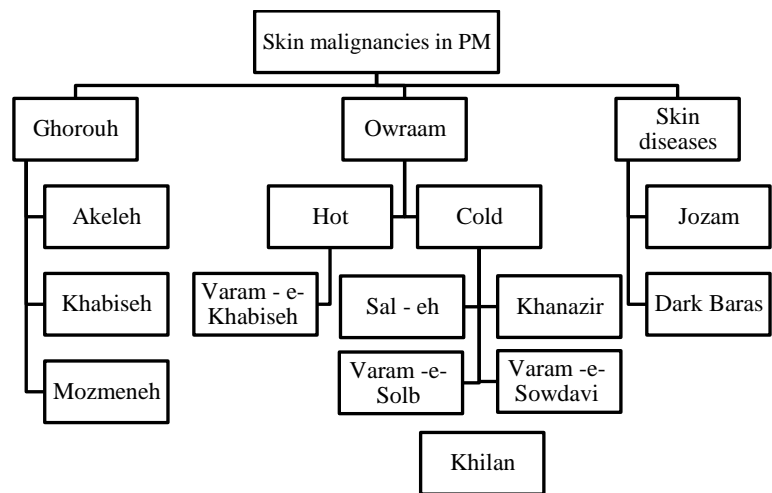 Skin malignancies in PM
Ghorouh
Owraam
Skin
diseases
Akeleh
Hot
Cold
Jozam
Khabiseh
Varam - e-
Khabiseh
Sal - eh
Khanazir
Dark Baras
Mozmeneh
Varam -e-
Solb
Varam -e-
Sowdavi
Khilan